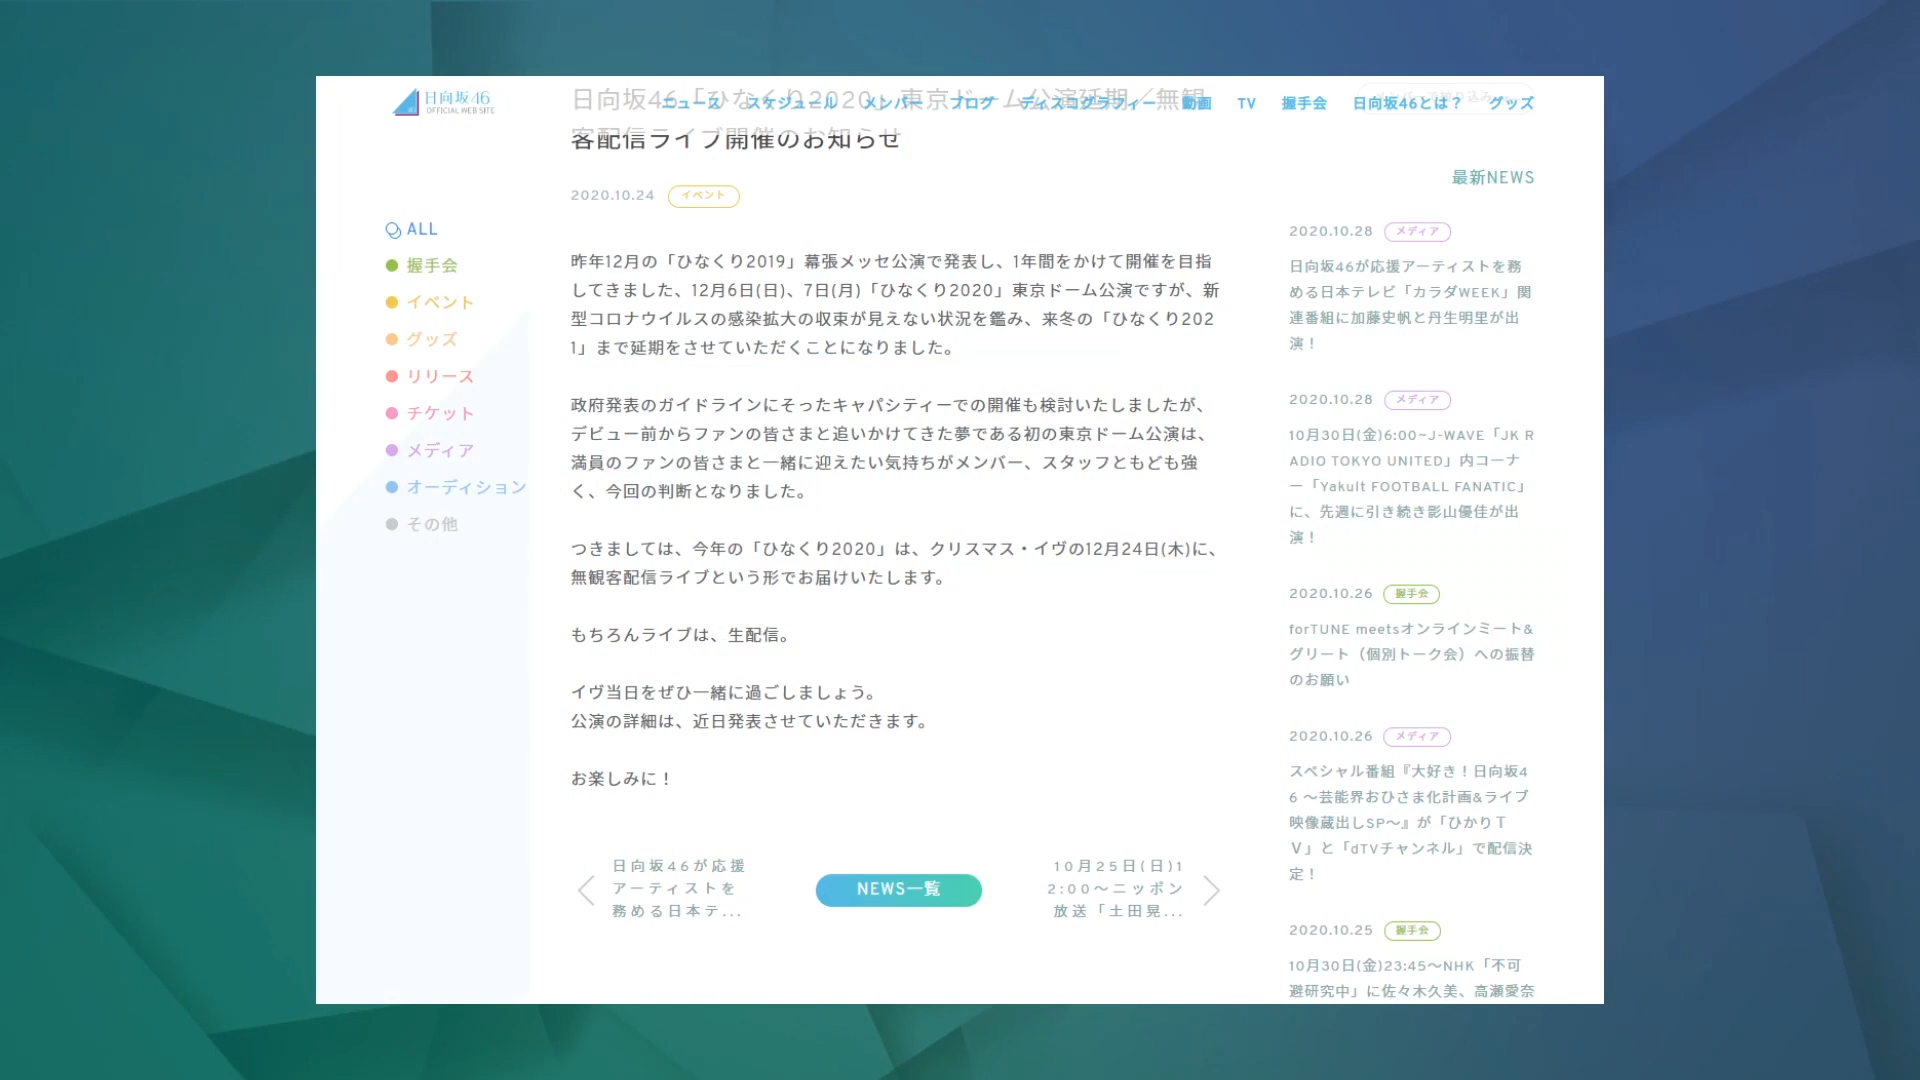 日向坂46
OFFICIAL WEB SITE
ニュース
スケジュール
メンバー
ブログ
ディスコグラフィー
動画
TV
握手会
日向坂46とは？
グッズ
日向坂46「ひなくり2020」東京ドーム公演延期／無観
客配信ライブ開催のお知らせ
2020.10.24
イベント
ALL
握手会
イベント
グッズ
リリース
チケット
メディア
オーディション
その他
昨年12月の「ひなくり2019」幕張メッセ公演で発表し、1年間をかけて開催を目指
してきました、12月6日(日)、7日(月)「ひなくり2020」東京ドーム公演ですが、新
型コロナウイルスの感染拡大の収束が見えない状況を鑑み、来冬の「ひなくり202
1」まで延期をさせていただくことになりました。
政府発表のガイドラインにそったキャパシティーでの開催も検討いたしましたが、
デビュー前からファンの皆さまと追いかけてきた夢である初の東京ドーム公演は、
満員のファンの皆さまと一緒に迎えたい気持ちがメンバー、スタッフともども強
く、今回の判断となりました。
つきましては、今年の「ひなくり2020」は、クリスマス・イヴの12月24日(木)に、
無観客配信ライブという形でお届けいたします。
もちろんライブは、生配信。
イヴ当日をぜひ一緒に過ごしましょう。
公演の詳細は、近日発表させていただきます。
お楽しみに！
日向坂46が応援
アーティストを
務める日本テ...
NEWS一覧
10月25日(日)1
2:00～ニッポン
放送「土田晃...
最新NEWS
2020.10.28
メディア
日向坂46が応援アーティストを務
める日本テレビ「カラダWEEK」関
連番組に加藤史帆と丹生明里が出
演！
2020.10.28
メディア
10月30日(金)6:00~J-WAVE「JK R
ADIO TOKYO UNITED」内コーナ
ー「Yakult FOOTBALL FANATIC」
に、先週に引き続き影山優佳が出
演！
2020.10.26
握手会
forTUNE meetsオンラインミート&
グリート（個別トーク会）への振替
のお願い
2020.10.26
メディア
スペシャル番組『大好き！日向坂4
6 ～芸能界おひさま化計画&ライブ
映像蔵出しSP～』が「ひかりＴ
Ｖ」と「dTVチャンネル」で配信決
定！
2020.10.25
握手会
10月30日(金)23:45～NHK「不可
避研究中」に佐々木久美、高瀬愛奈